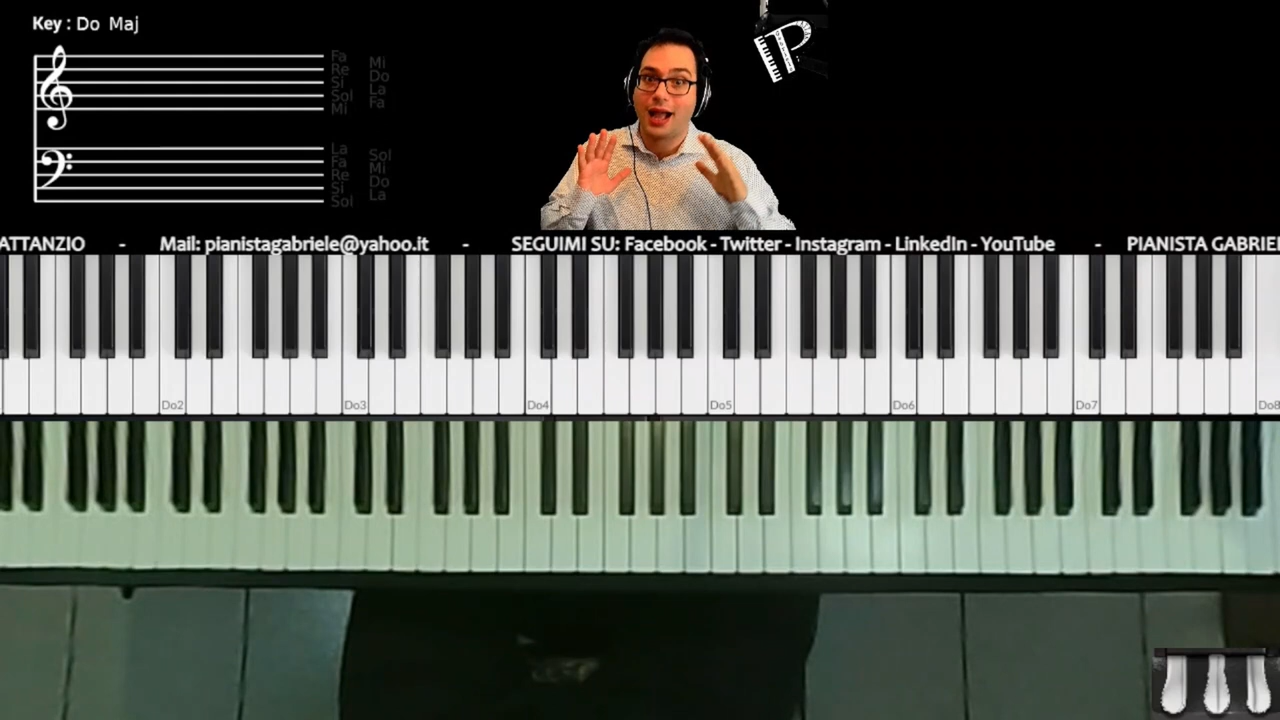 Key : Do Maj
Fa
Mi
Re
Do
Si
La
Sol
Fa
Mi
La
Sol
Fa
Mi
Re
Do
Si
La
Sol
ATTANZIO - Mail: pianistagabriele@yahoo.it - SEGUIMI SU: Facebook - Twitter - Instagram - LinkedIn - YouTube - PIANISTA GABRIEL
Do2 Do3 Do4 Do5 Do6 Do7 Do8